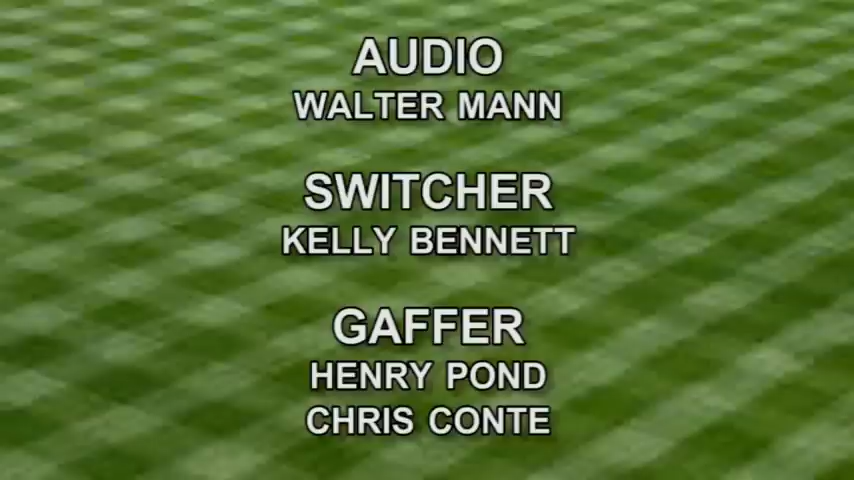 AUDIO
WALTER MANN
SWITCHER
KELLY BENNETT
GAFFER
HENRY POND
CHRIS CONTE